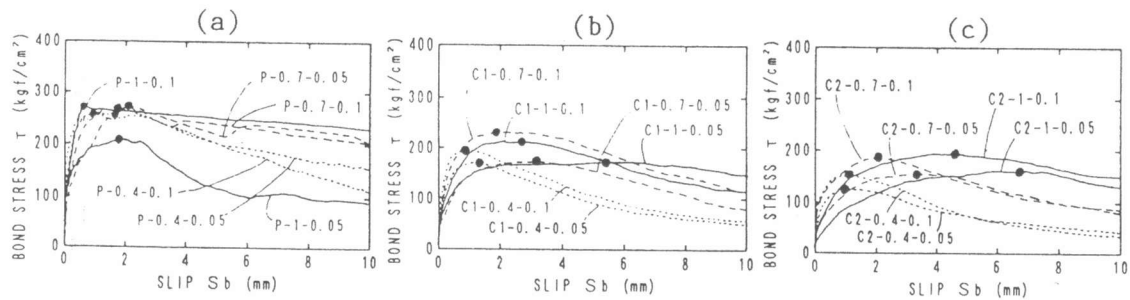 (a)
BOND STRESS τ (kgf/cm²)
400
300
200
100
0
P-1-0.1
P-0.7-0.05
P-0.7-0.1
P-0.4-0.1
P-0.4-0.05
P-1-0.05
0 2 4 6 8 10
SLIP Sb (mm)
(b)
BOND STRESS τ (kgf/cm²)
400
300
200
100
0
C1-0.7-0.1
C1-1-0.1
C1-0.7-0.05
C1-1-0.05
C1-0.4-0.1
C1-0.4-0.05
0 2 4 6 8 10
SLIP Sb (mm)
(c)
BOND STRESS τ (kgf/cm²)
400
300
200
100
0
C2-0.7-0.1
C2-1-0.1
C2-0.7-0.05
C2-1-0.05
C2-0.4-0.1
C2-0.4-0.05
0 2 4 6 8 10
SLIP Sb (mm)